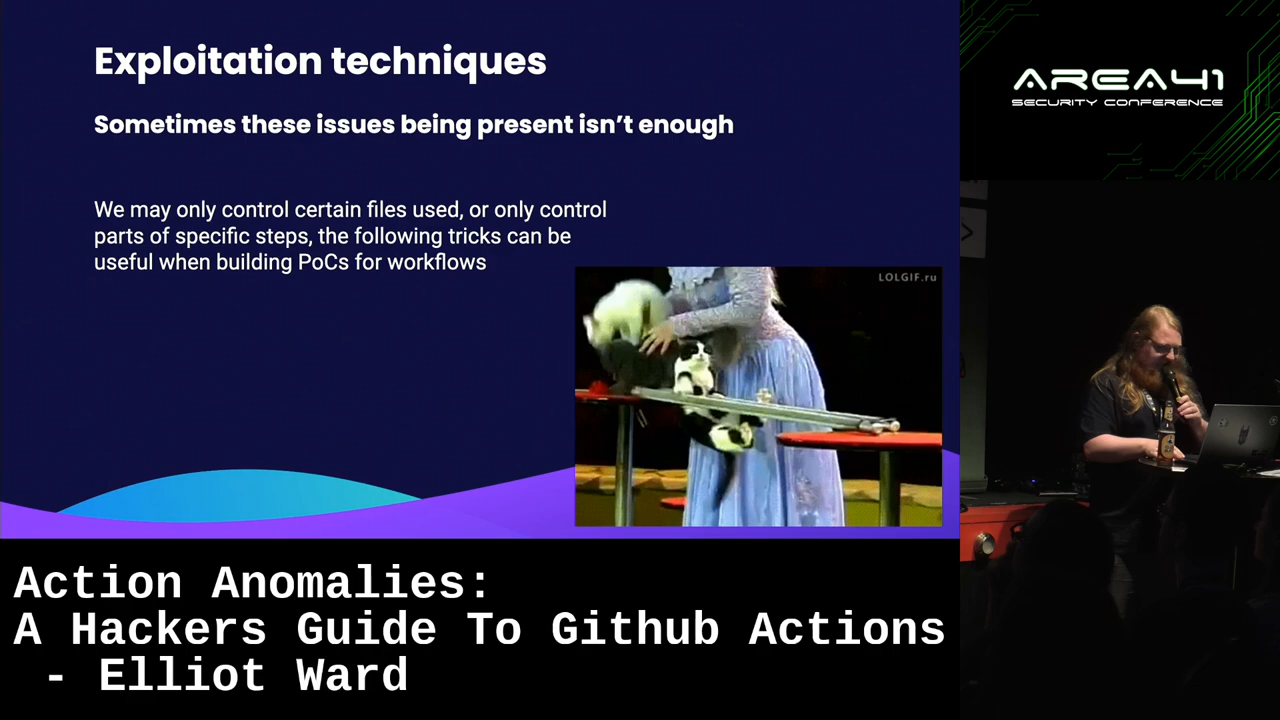 Exploitation techniques
Sometimes these issues being present isn’t enough
We may only control certain files used, or only control
parts of specific steps, the following tricks can be
useful when building PoCs for workflows
LOLGIF.ru
AREA41
SECURITY CONFERENCE
Action Anomalies:
A Hackers Guide To Github Actions
- Elliot Ward